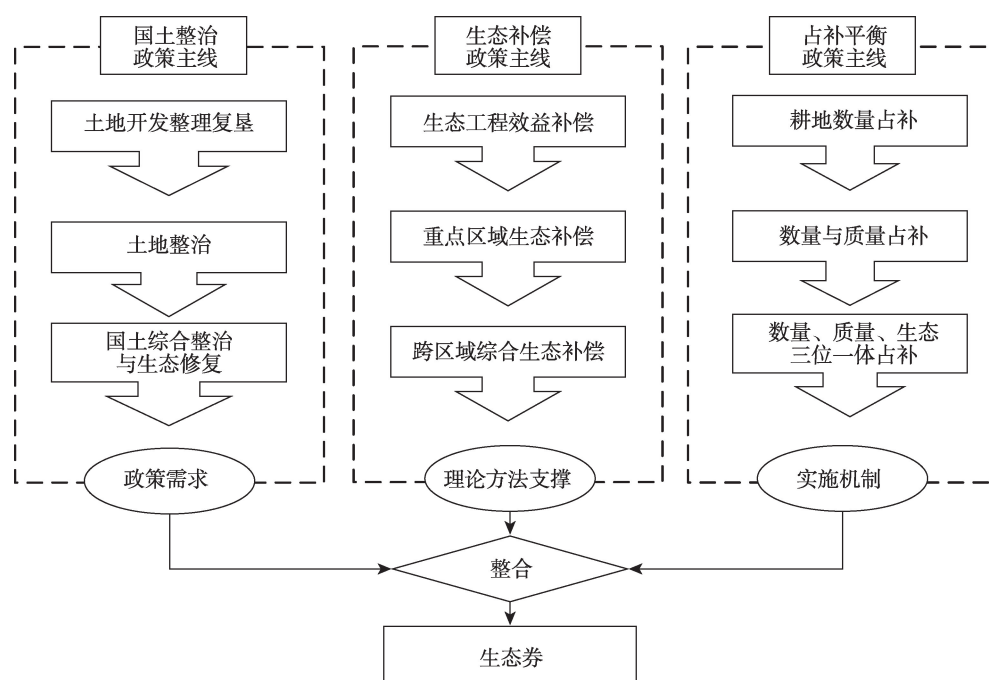 国土整治
政策主线
土地开发整理复垦
土地整治
国土综合整治
与生态修复
政策需求
生态补偿
政策主线
生态工程效益补偿
重点区域生态补偿
跨区域综合生态补偿
理论方法支撑
占补平衡
政策主线
耕地数量占补
数量与质量占补
数量、质量、生态
三位一体占补
实施机制
整合
生态券